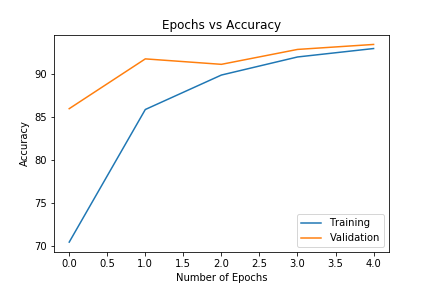 Epochs vs Accuracy
Accuracy
90
85
80
75
70
0.0 0.5 1.0 1.5 2.0 2.5 3.0 3.5 4.0
Number of Epochs
Training
Validation